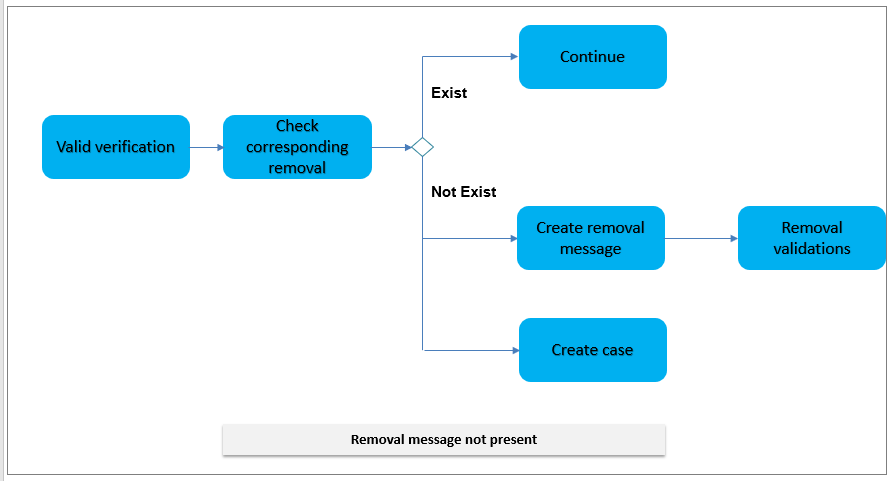 Continue
Exist
Valid verification
Check
corresponding
removal
Not Exist
Create removal
message
Removal
validations
Create case
Removal message not present